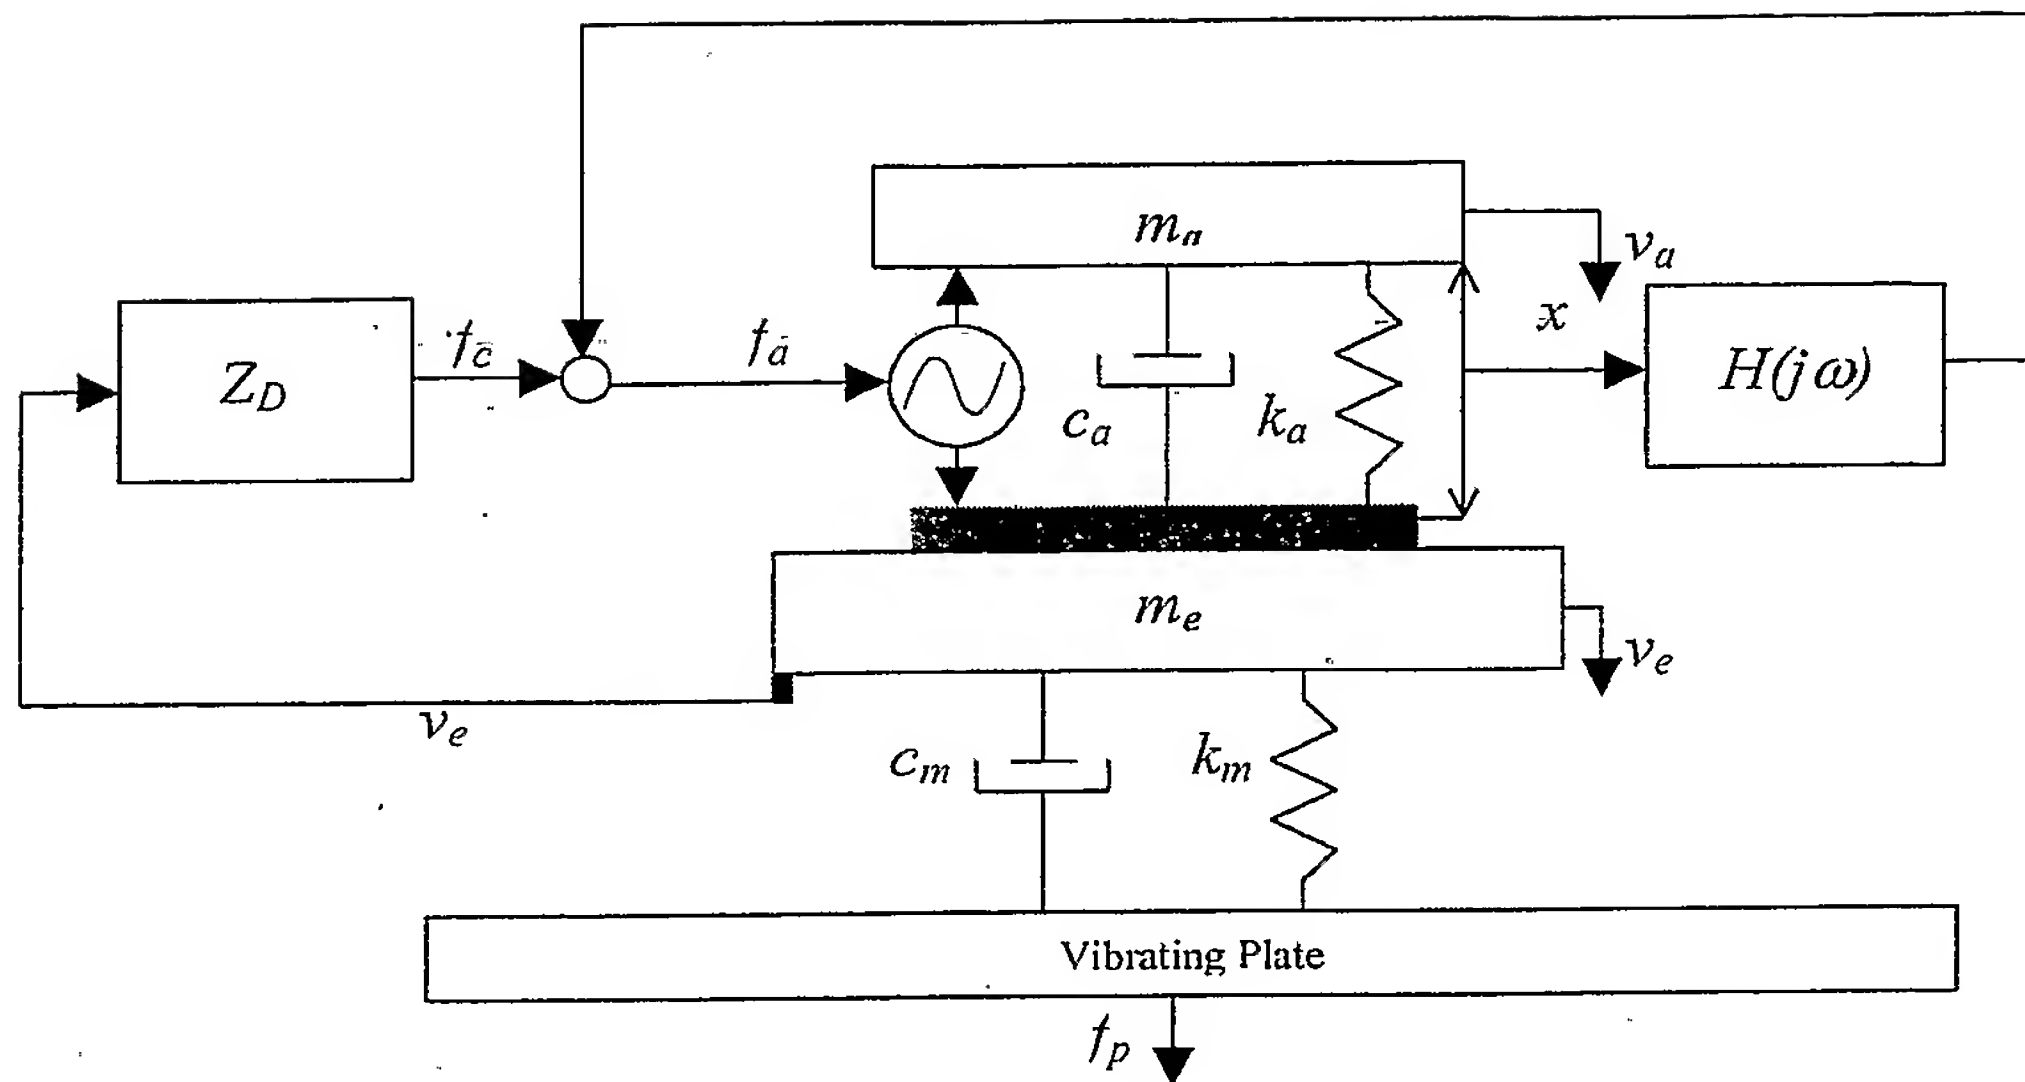 m_a
v_a
x
Z_D
f_c
f_a
H(jω)
c_a
k_a
m_e
v_e
v_e
c_m
k_m
Vibrating Plate
f_p